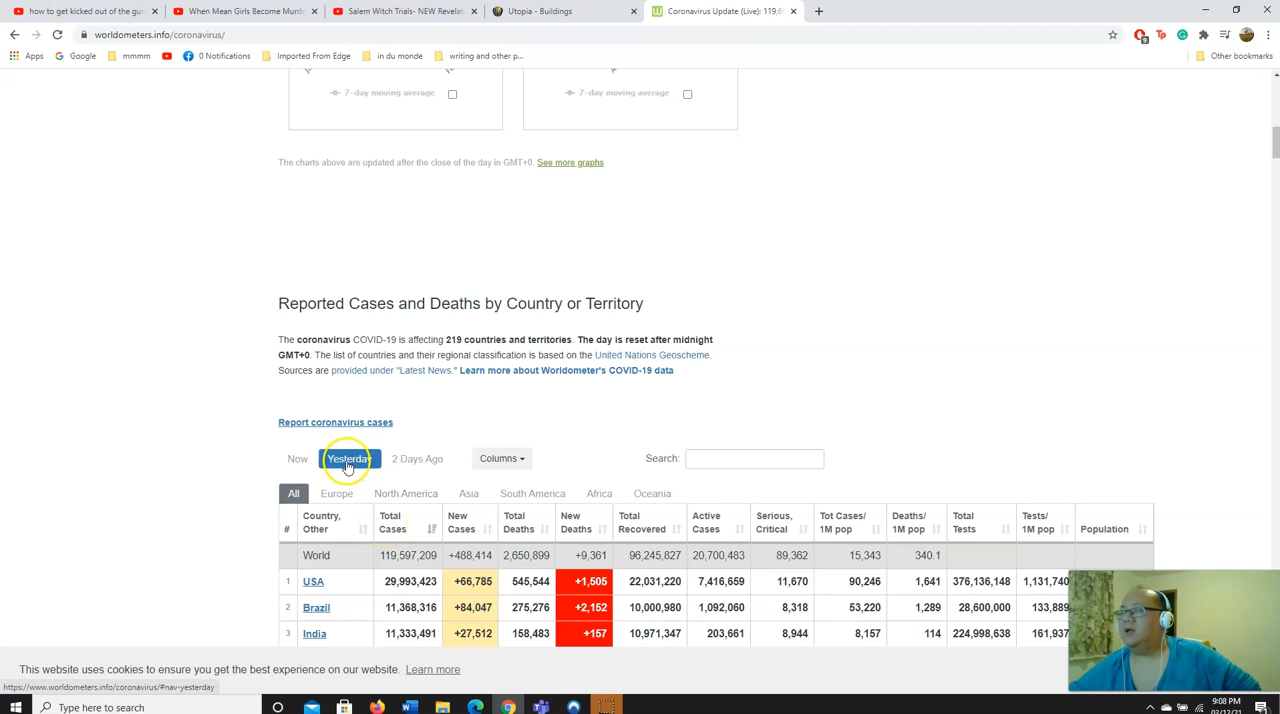 how to get kicked out of the gun
When Mean Girls Become Murde
Salem Witch Trials- NEW Revelat
Utopia - Buildings
Coronavirus Update (Live): 119,6
worldometers.info/coronavirus/
Apps Google mmmm 0 Notifications Imported From Edge in du monde writing and other p... Other bookmarks
7-day moving average 7-day moving average
The charts above are updated after the close of the day in GMT+0. See more graphs
Reported Cases and Deaths by Country or Territory
The coronavirus COVID-19 is affecting 219 countries and territories. The day is reset after midnight
GMT+0. The list of countries and their regional classification is based on the United Nations Geoscheme.
Sources are provided under "Latest News." Learn more about Worldometer's COVID-19 data
Report coronavirus cases
Now Yesterday 2 Days Ago Columns Search:
All Europe North America Asia South America Africa Oceania
# Country, Other Total Cases New Cases Total Deaths New Deaths Total Recovered Active Cases Serious, Critical Tot Cases/ 1M pop Deaths/ 1M pop Total Tests Tests/ 1M pop Population
World 119,597,209 +488,414 2,650,899 +9,361 96,245,827 20,700,483 89,362 15,343 340.1
1 USA 29,993,423 +66,785 545,544 +1,505 22,031,220 7,416,659 11,670 90,246 1,641 376,136,148 1,131,740
2 Brazil 11,368,316 +84,047 275,276 +2,152 10,000,980 1,092,060 8,318 53,220 1,289 28,600,000 133,889
3 India 11,333,491 +27,512 158,483 +157 10,971,347 203,661 8,944 8,157 114 224,998,638 161,937
This website uses cookies to ensure you get the best experience on our website. Learn more
https://www.worldometers.info/coronavirus/#nav-yesterday
Type here to search
9:08 PM
03/12/21